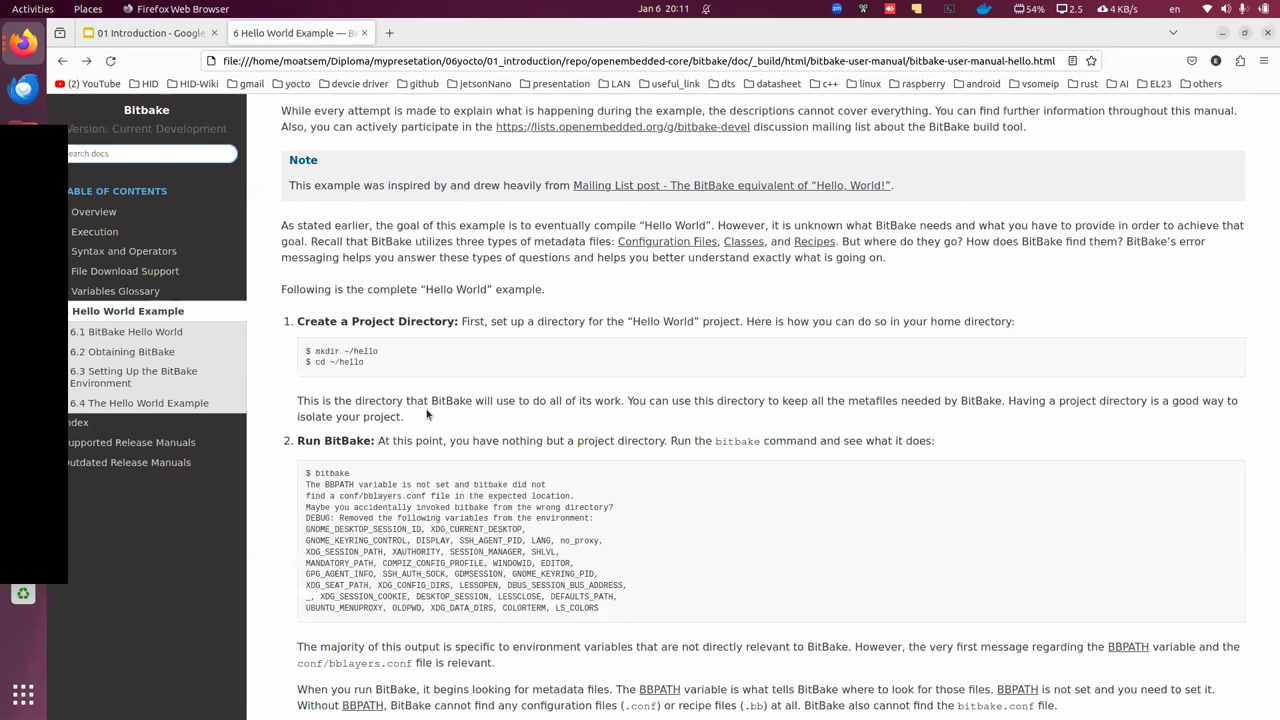 Activities Places Firefox Web Browser Jan 6 20:11 zm 54% 2.5 4 KB/s en
01 Introduction - Google 6 Hello World Example — Bi
file:///home/moatsem/Diploma/mypresetation/06yocto/01_introduction/repo/openembedded-core/bitbake/doc/_build/html/bitbake-user-manual/bitbake-user-manual-hello.html
YouTube HID HID-Wiki gmail yocto devcie driver github jetsonNano presentation LAN useful_link dts datasheet c++ linux raspberry android vsomeip rust AI EL23 others
Bitbake
Version: Current Development
earch docs
ABLE OF CONTENTS
Overview
Execution
Syntax and Operators
File Download Support
Variables Glossary
Hello World Example
6.1 BitBake Hello World
6.2 Obtaining BitBake
6.3 Setting Up the BitBake
Environment
6.4 The Hello World Example
ndex
upported Release Manuals
utdated Release Manuals
While every attempt is made to explain what is happening during the example, the descriptions cannot cover everything. You can find further information throughout this manual.
Also, you can actively participate in the https://lists.openembedded.org/g/bitbake-devel discussion mailing list about the BitBake build tool.
Note
This example was inspired by and drew heavily from Mailing List post - The BitBake equivalent of “Hello, World!”.
As stated earlier, the goal of this example is to eventually compile “Hello World”. However, it is unknown what BitBake needs and what you have to provide in order to achieve that
goal. Recall that BitBake utilizes three types of metadata files: Configuration Files, Classes, and Recipes. But where do they go? How does BitBake find them? BitBake’s error
messaging helps you answer these types of questions and helps you better understand exactly what is going on.
Following is the complete “Hello World” example.
1. Create a Project Directory: First, set up a directory for the “Hello World” project. Here is how you can do so in your home directory:
$ mkdir ~/hello
$ cd ~/hello
This is the directory that BitBake will use to do all of its work. You can use this directory to keep all the metafiles needed by BitBake. Having a project directory is a good way to
isolate your project.
2. Run BitBake: At this point, you have nothing but a project directory. Run the bitbake command and see what it does:
$ bitbake
The BBPATH variable is not set and bitbake did not
find a conf/bblayers.conf file in the expected location.
Maybe you accidentally invoked bitbake from the wrong directory?
DEBUG: Removed the following variables from the environment:
GNOME_DESKTOP_SESSION_ID, XDG_CURRENT_DESKTOP,
GNOME_KEYRING_CONTROL, DISPLAY, SSH_AGENT_PID, LANG, no_proxy,
XDG_SESSION_PATH, XAUTHORITY, SESSION_MANAGER, SHLVL,
MANDATORY_PATH, COMPIZ_CONFIG_PROFILE, WINDOWID, EDITOR,
GPG_AGENT_INFO, SSH_AUTH_SOCK, GDMSESSION, GNOME_KEYRING_PID,
XDG_SEAT_PATH, XDG_CONFIG_DIRS, LESSOPEN, DBUS_SESSION_BUS_ADDRESS,
_, XDG_SESSION_COOKIE, DESKTOP_SESSION, LESSCLOSE, DEFAULTS_PATH,
UBUNTU_MENUPROXY, OLDPWD, XDG_DATA_DIRS, COLORTERM, LS_COLORS
The majority of this output is specific to environment variables that are not directly relevant to BitBake. However, the very first message regarding the BBPATH variable and the
conf/bblayers.conf file is relevant.
When you run BitBake, it begins looking for metadata files. The BBPATH variable is what tells BitBake where to look for those files. BBPATH is not set and you need to set it.
Without BBPATH, BitBake cannot find any configuration files (.conf) or recipe files (.bb) at all. BitBake also cannot find the bitbake.conf file.